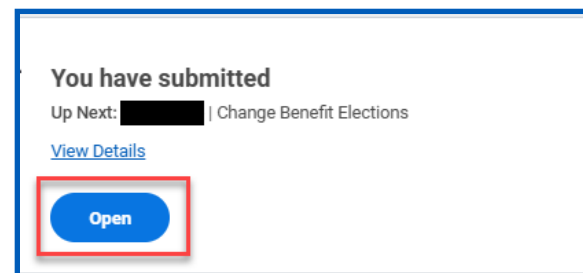 You have submitted
Up Next: | Change Benefit Elections
View Details
Open